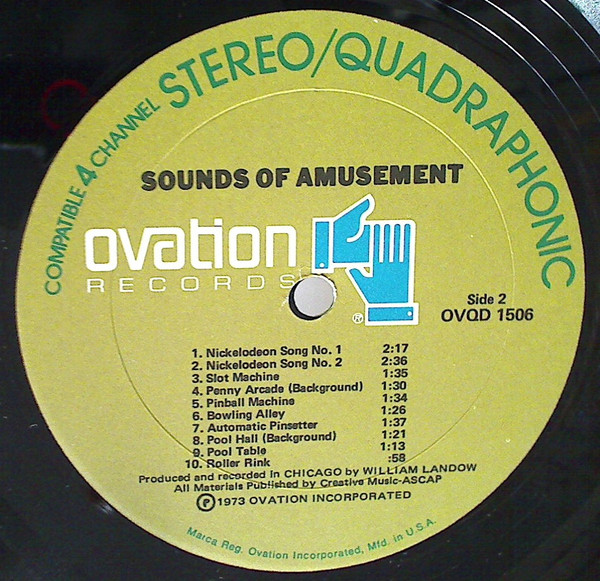 COMPATIBLE 4 CHANNEL STEREO/QUADRAPHONIC
SOUNDS OF AMUSEMENT
ovation
RECORDS
®
Side 2
OVQD 1506
1. Nickelodeon Song No. 1 2:17
2. Nickelodeon Song No. 2 2:36
3. Slot Machine 1:35
4. Penny Arcade (Background) 1:30
5. Pinball Machine 1:34
6. Bowling Alley 1:26
7. Automatic Pinsetter 1:37
8. Pool Hall (Background) 1:21
9. Pool Table 1:13
10. Roller Rink :58
Produced and recorded in CHICAGO by WILLIAM LANDOW
All Materials Published by Creative Music-ASCAP
℗ 1973 OVATION INCORPORATED
Marca Reg. Ovation Incorporated, Mfd. in U.S.A.